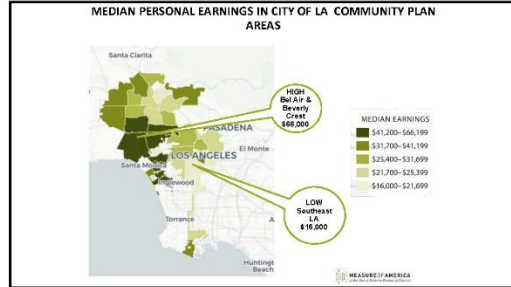 MEDIAN PERSONAL EARNINGS IN CITY OF LA COMMUNITY PLAN
AREAS
Santa Clarita
HIGH
Bel Air &
Beverly
Crest
$66,000
PASADENA
LOS ANGELES
El Monte
Santa Monica
Inglewood
Torrance
A
Huntingt
Beach
LOW
Southeast
LA
$16,000
MEDIAN EARNINGS
$41,200–$66,199
$31,700–$41,199
$25,400–$31,699
$21,700–$25,399
$16,000–$21,699
MEASURE OF AMERICA